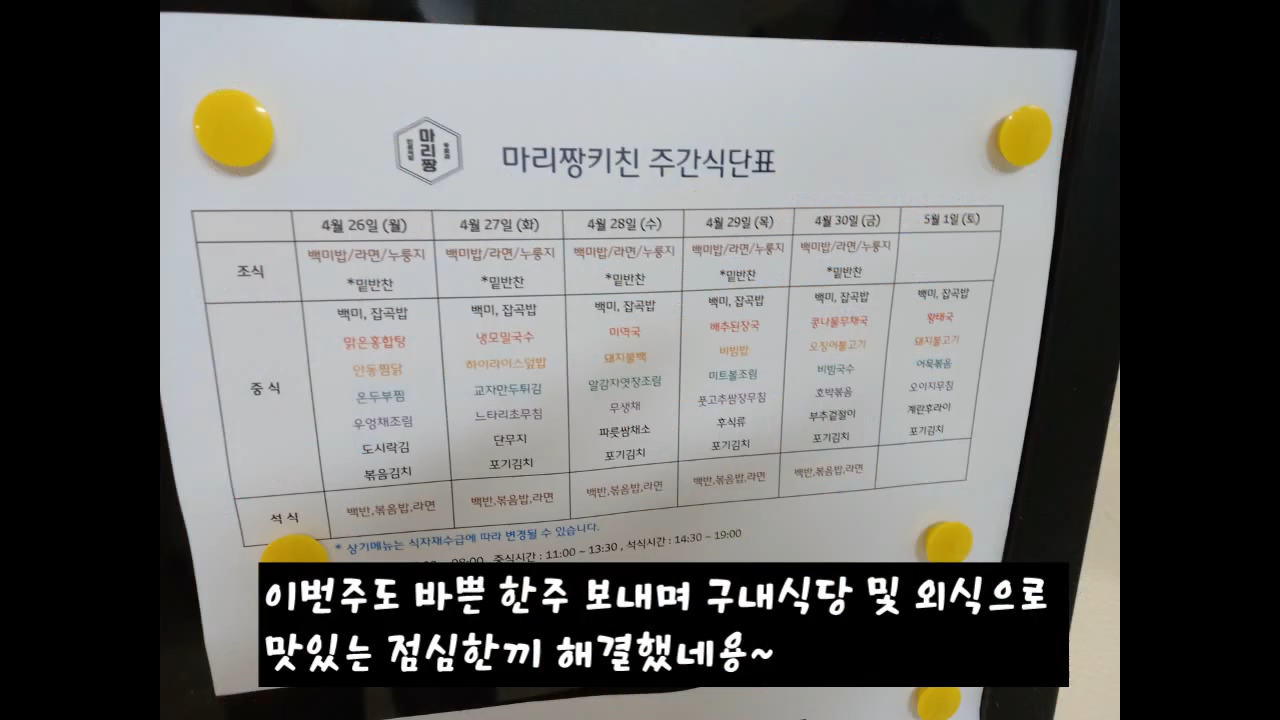 마리짱
마리짱키친 주간식단표
4월 26일 (월) 4월 27일 (화) 4월 28일 (수) 4월 29일 (목) 4월 30일 (금) 5월 1일 (토)
조식 백미밥/라면/누룽지 백미밥/라면/누룽지 백미밥/라면/누룽지 백미밥/라면/누룽지 백미밥/라면/누룽지
*밑반찬 *밑반찬 *밑반찬 *밑반찬 *밑반찬
중 식 백미, 잡곡밥 백미, 잡곡밥 백미, 잡곡밥 백미, 잡곡밥 백미, 잡곡밥 백미, 잡곡밥
맑은홍합탕 냉모밀국수 미역국 배추된장국 콩나물무채국 황태국
안동찜닭 하이라이스덮밥 돼지불백 비빔밥 오징어불고기 돼지불고기
온두부찜 교자만두튀김 알감자엿장조림 미트볼조림 비빔국수 어묵볶음
우엉채조림 느타리초무침 무생채 풋고추쌈장무침 호박볶음 오이지무침
도시락김 단무지 파룻쌈채소 후식류 부추겉절이 계란후라이
볶음김치 포기김치 포기김치 포기김치 포기김치 포기김치
석 식 백반,볶음밥,라면 백반,볶음밥,라면 백반,볶음밥,라면 백반,볶음밥,라면 백반,볶음밥,라면
* 상기메뉴는 식자재수급에 따라 변경될 수 있습니다.
08:00 , 중식시간 : 11:00 ~ 13:30 , 석식시간 : 14:30 ~ 19:00
이번주도 바쁜 한주 보내며 구내식당 및 외식으로
맛있는 점심한끼 해결했네용~